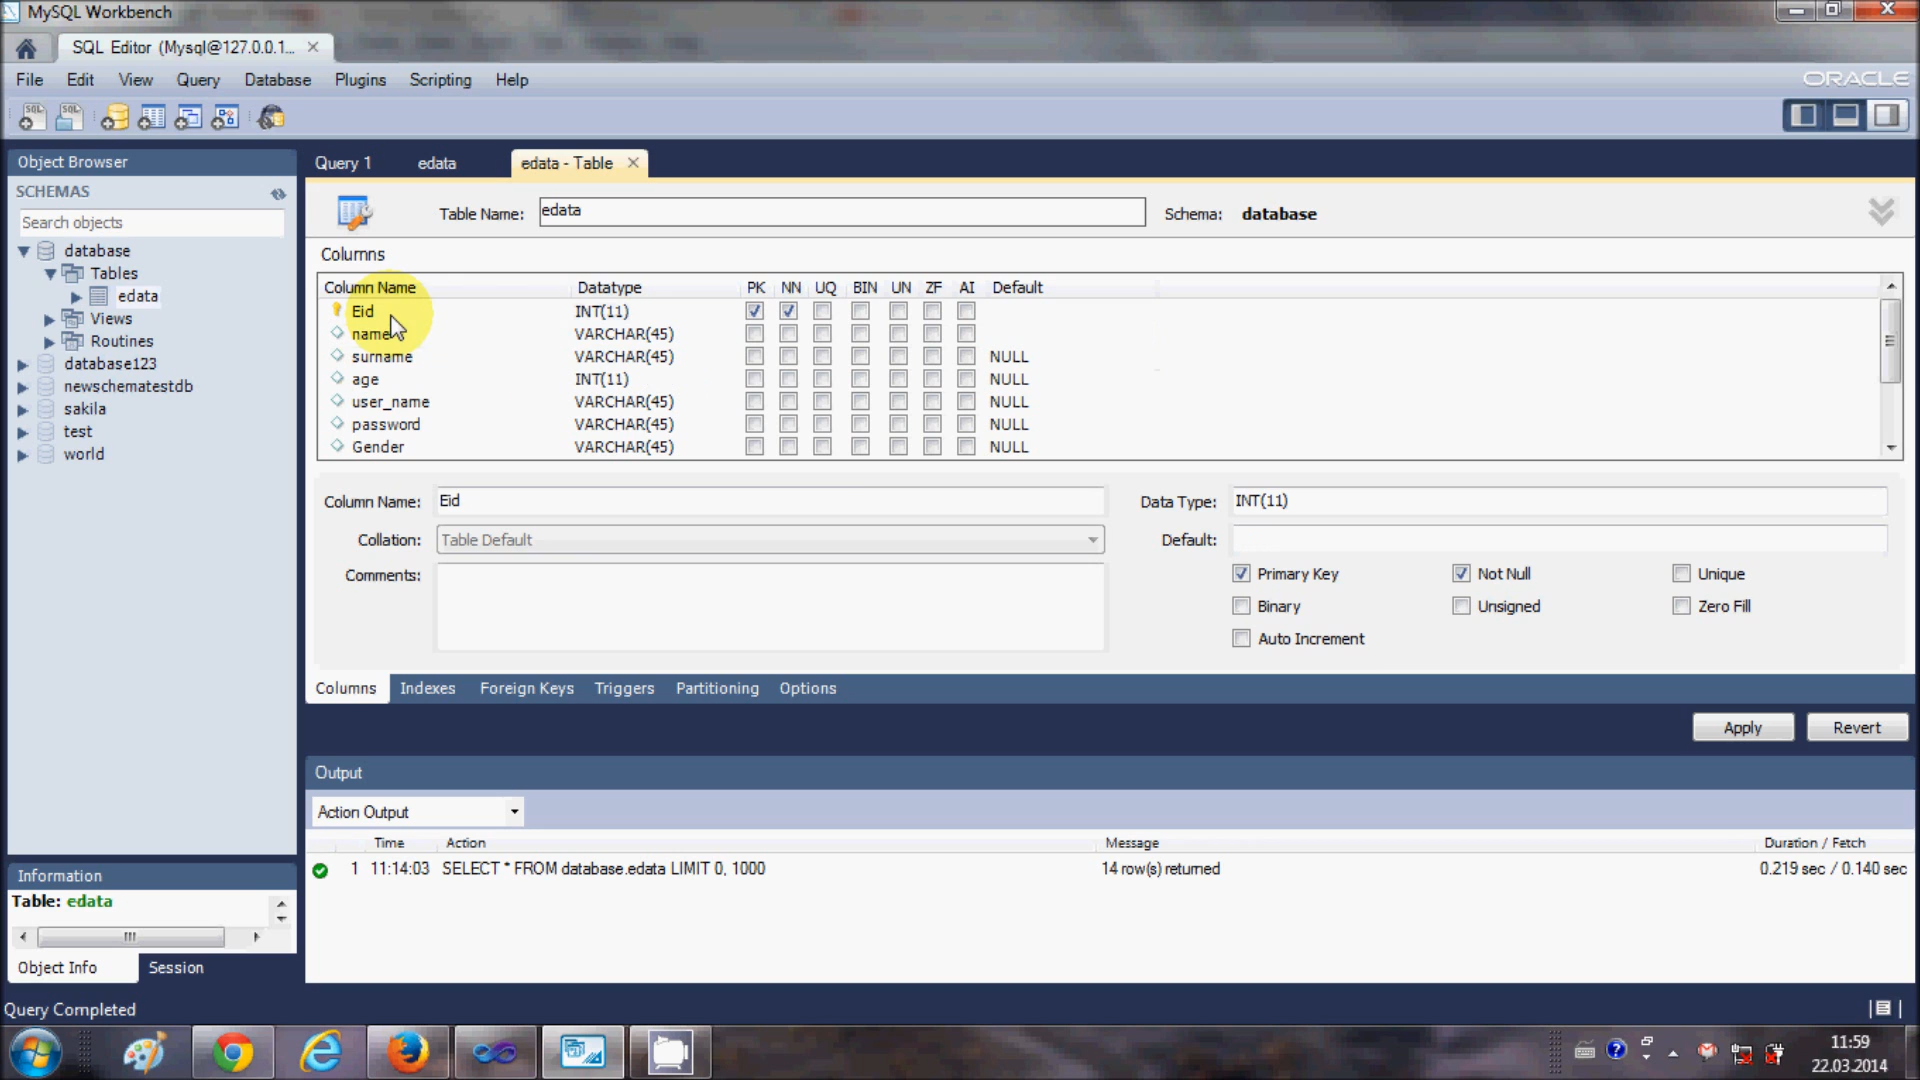 MySQL Workbench
SQL Editor (Mysql@127.0.0.1...
File Edit View Query Database Plugins Scripting Help
ORACLE
SQL SQL
Object Browser
Query 1 edata edata - Table
SCHEMAS
Search objects
Table Name: edata Schema: database
database
Tables
edata
Views
Routines
database123
newschematestdb
sakila
test
world
Columns
Column Name Datatype PK NN UQ BIN UN ZF AI Default
Eid INT(11)
name VARCHAR(45)
surname VARCHAR(45) NULL
age INT(11) NULL
user_name VARCHAR(45) NULL
password VARCHAR(45) NULL
Gender VARCHAR(45) NULL
Column Name: Eid Data Type: INT(11)
Collation: Table Default Default:
Comments: Primary Key Not Null Unique
Binary Unsigned Zero Fill
Auto Increment
Columns Indexes Foreign Keys Triggers Partitioning Options
Apply Revert
Output
Action Output
Time Action Message Duration / Fetch
1 11:14:03 SELECT * FROM database.edata LIMIT 0, 1000 14 row(s) returned 0.219 sec / 0.140 sec
Information
Table: edata
Object Info Session
Query Completed
11:59
22.03.2014